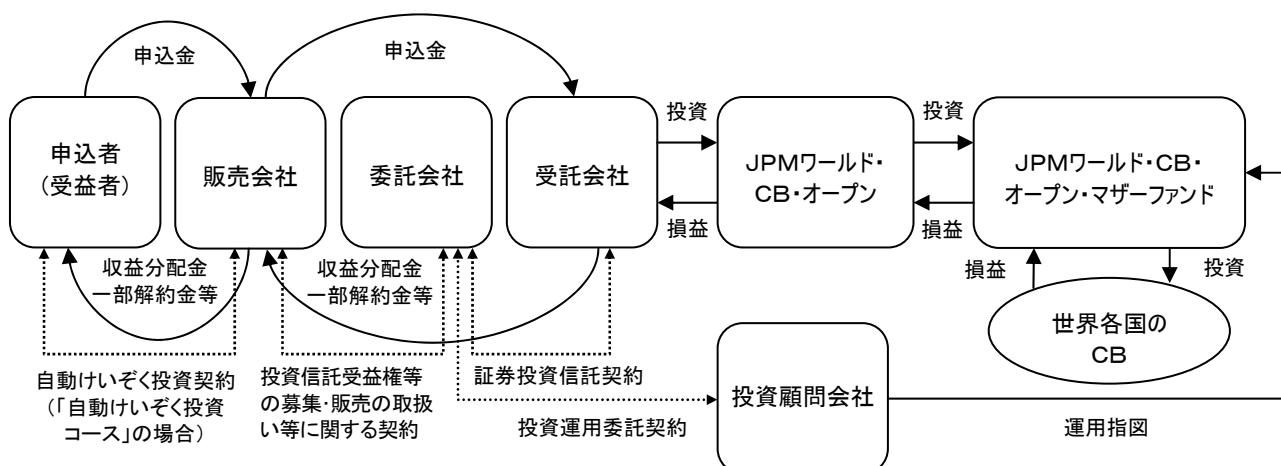 申込金
申込金
申込者
（受益者）
販売会社
委託会社
受託会社
投資
損益
JPMワールド・
CB・オープン
投資
損益
JPMワールド・CB・
オープン・マザーファンド
収益分配金
一部解約金等
収益分配金
一部解約金等
損益
投資
世界各国の
CB
自動けいぞく投資契約
（「自動けいぞく投資
コース」の場合）
投資信託受益権等
の募集・販売の取扱
い等に関する契約
証券投資信託契約
投資運用委託契約
投資顧問会社
運用指図